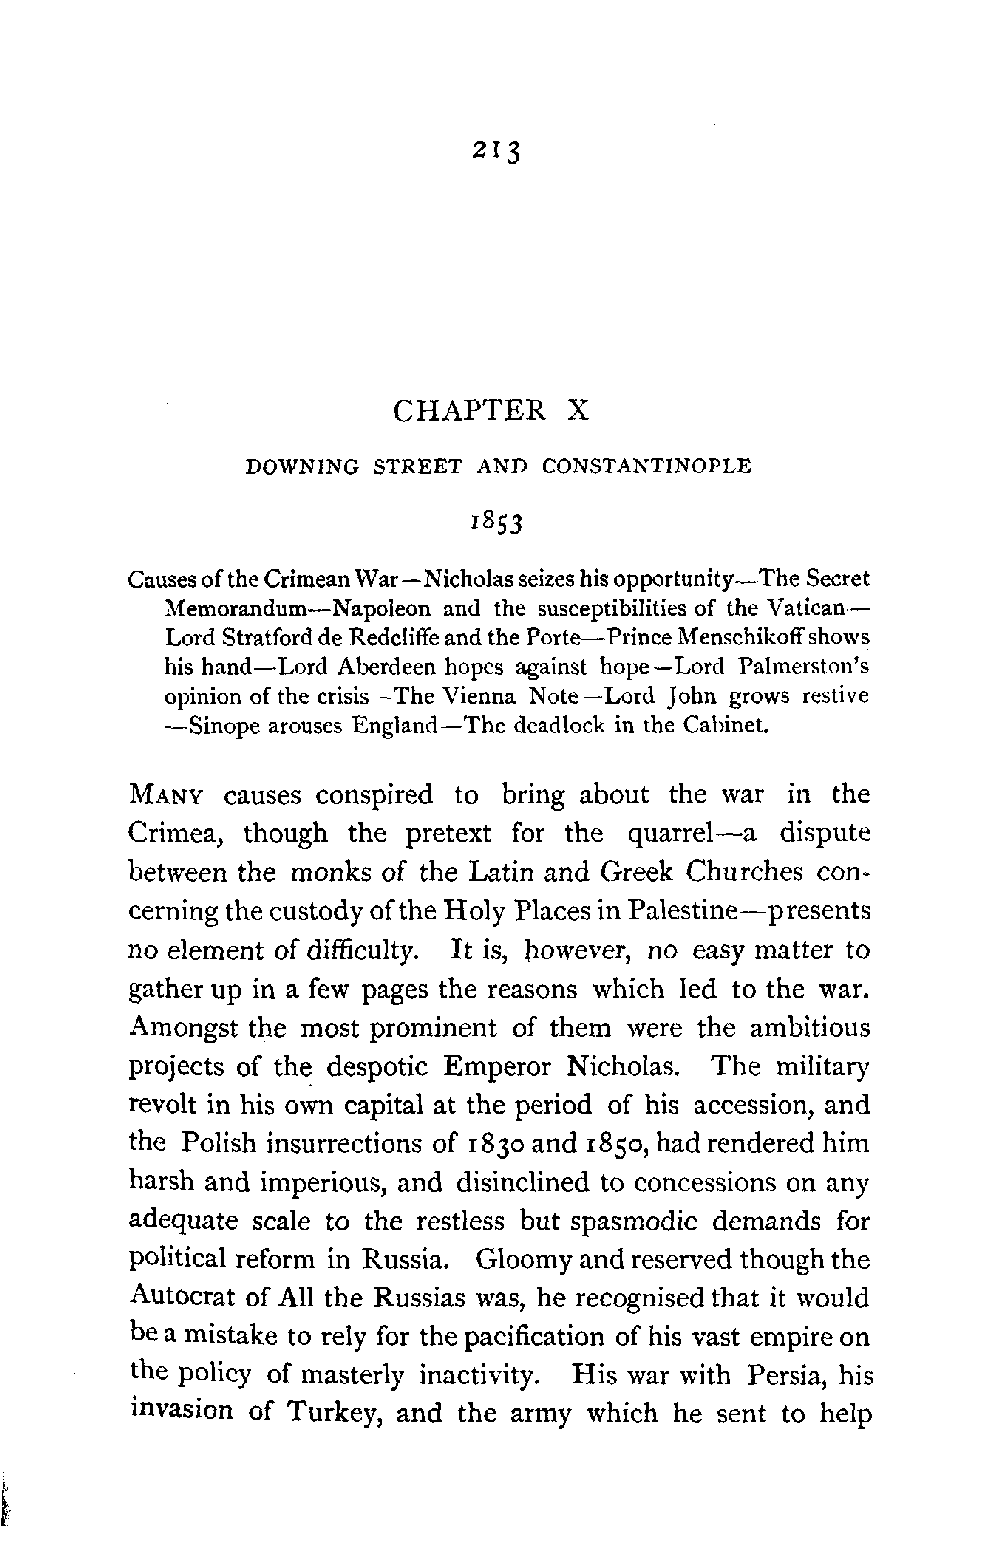 213
CHAPTER X
DOWNING STREET AND CONSTANTINOPLE
1853
Causes of the Crimean War—Nicholas seizes his opportunity—The Secret
Memorandum—Napoleon and the susceptibilities of the Vatican—
Lord Stratford de Redcliffe and the Porte—Prince Menschikoff shows
his hand—Lord Aberdeen hopes against hope—Lord Palmerston's
opinion of the crisis—The Vienna Note—Lord John grows restive
—Sinope arouses England—The deadlock in the Cabinet.
MANY causes conspired to bring about the war in the
Crimea, though the pretext for the quarrel—a dispute
between the monks of the Latin and Greek Churches con-
cerning the custody of the Holy Places in Palestine—presents
no element of difficulty. It is, however, no easy matter to
gather up in a few pages the reasons which led to the war.
Amongst the most prominent of them were the ambitious
projects of the despotic Emperor Nicholas. The military
revolt in his own capital at the period of his accession, and
the Polish insurrections of 1830 and 1850, had rendered him
harsh and imperious, and disinclined to concessions on any
adequate scale to the restless but spasmodic demands for
political reform in Russia. Gloomy and reserved though the
Autocrat of All the Russias was, he recognised that it would
be a mistake to rely for the pacification of his vast empire on
the policy of masterly inactivity. His war with Persia, his
invasion of Turkey, and the army which he sent to help